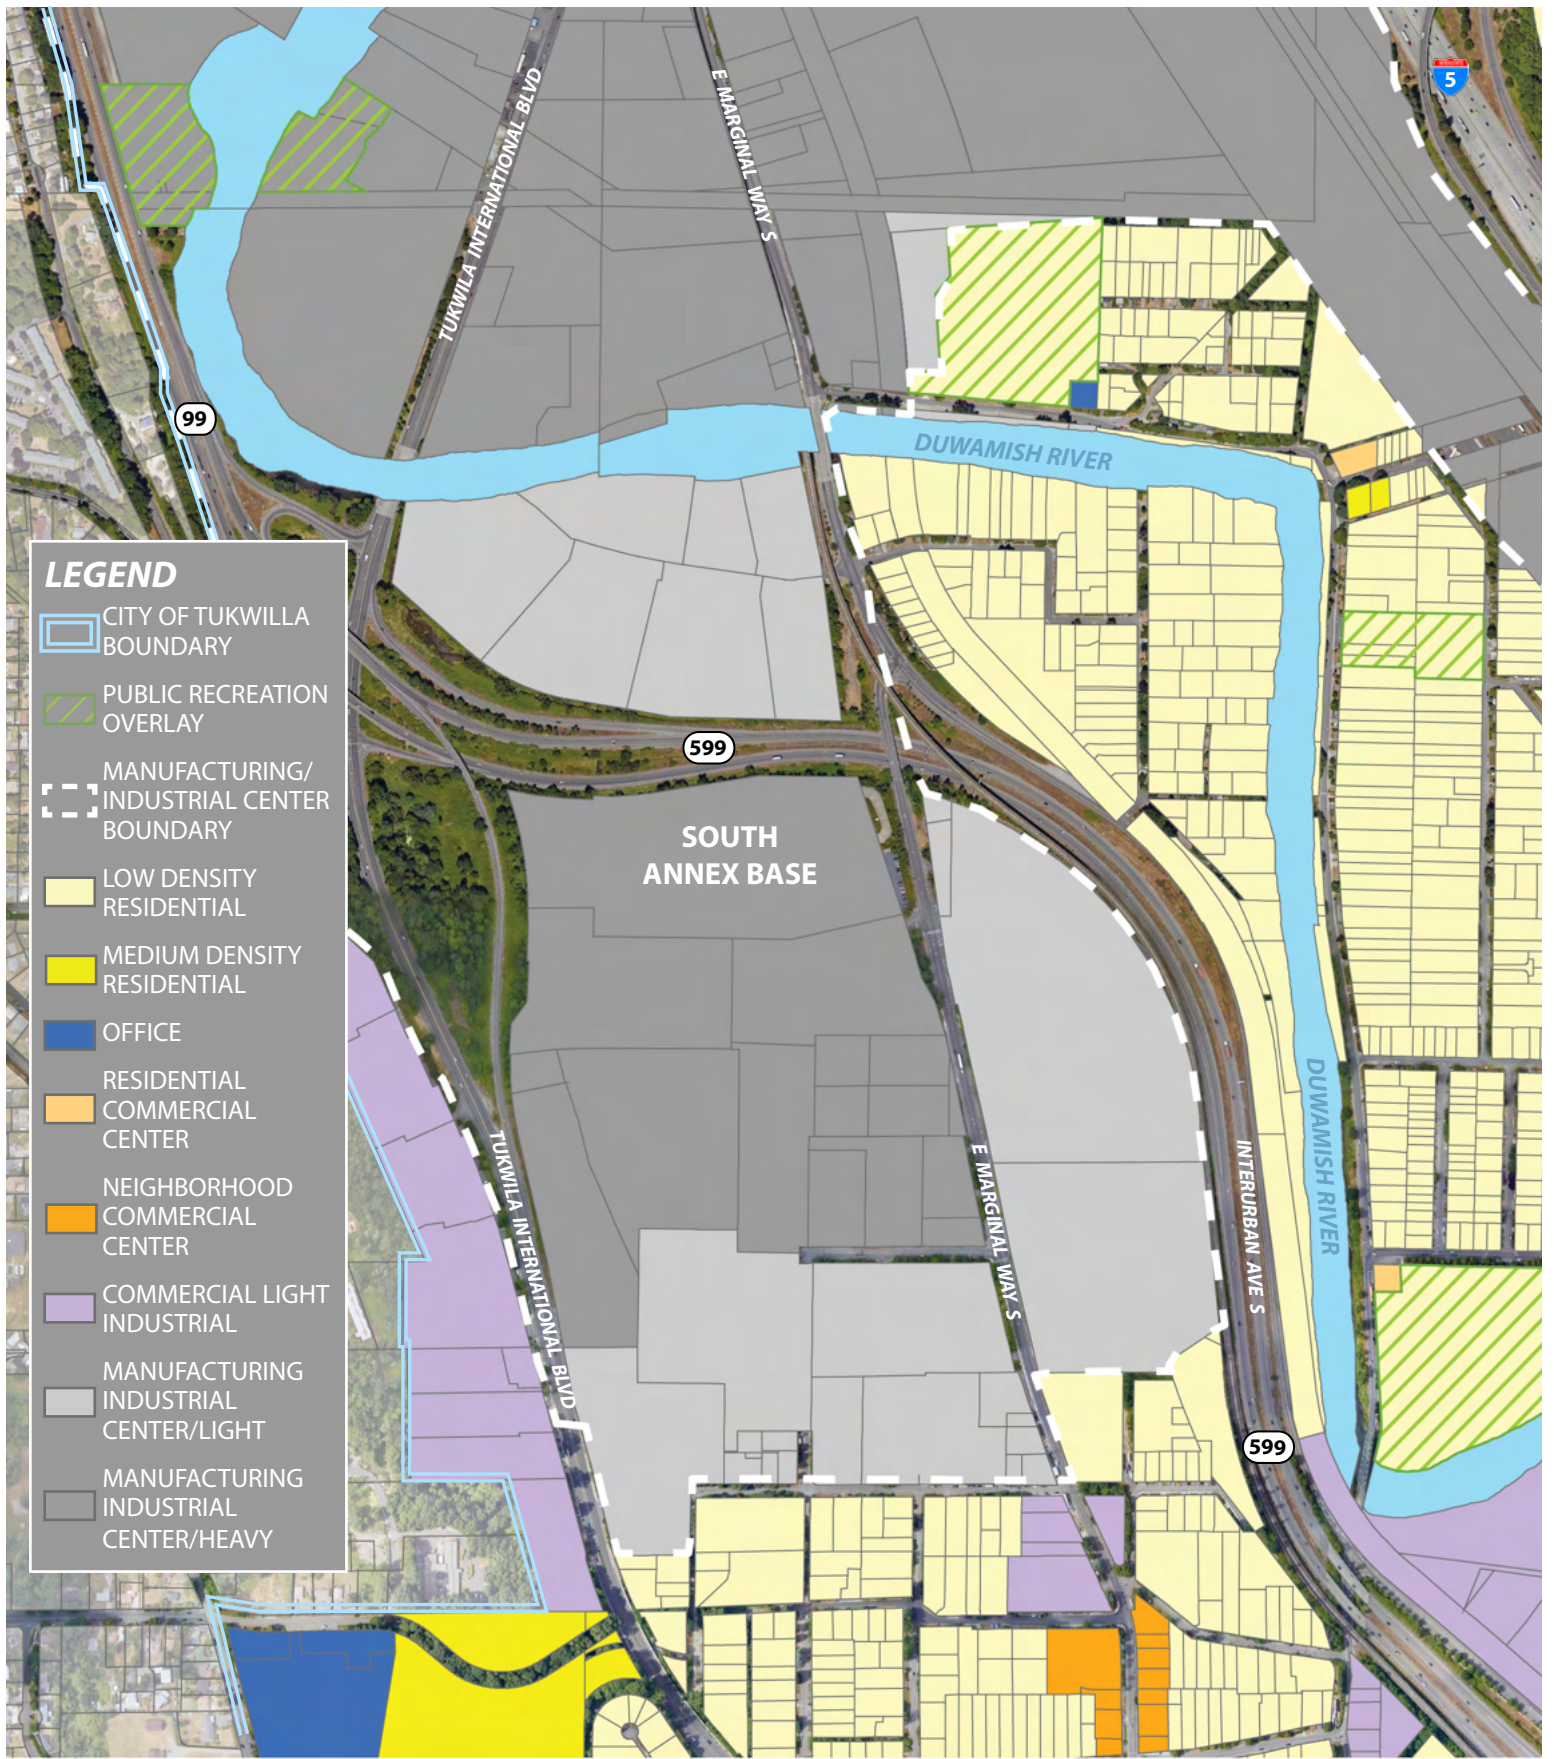 5
TUKWILA INTERNATIONAL BLVD
E MARGINAL WAY S
99
DUWAMISH RIVER
LEGEND
CITY OF TUKWILLA
BOUNDARY
PUBLIC RECREATION
OVERLAY
MANUFACTURING/
INDUSTRIAL CENTER
BOUNDARY
LOW DENSITY
RESIDENTIAL
MEDIUM DENSITY
RESIDENTIAL
OFFICE
RESIDENTIAL
COMMERCIAL
CENTER
NEIGHBORHOOD
COMMERCIAL
CENTER
COMMERCIAL LIGHT
INDUSTRIAL
MANUFACTURING
INDUSTRIAL
CENTER/LIGHT
MANUFACTURING
INDUSTRIAL
CENTER/HEAVY
599
SOUTH
ANNEX BASE
DUWAMISH RIVER
TUKWILA INTERNATIONAL BLVD
E MARGINAL WAY S
INTERURBAN AVE S
599